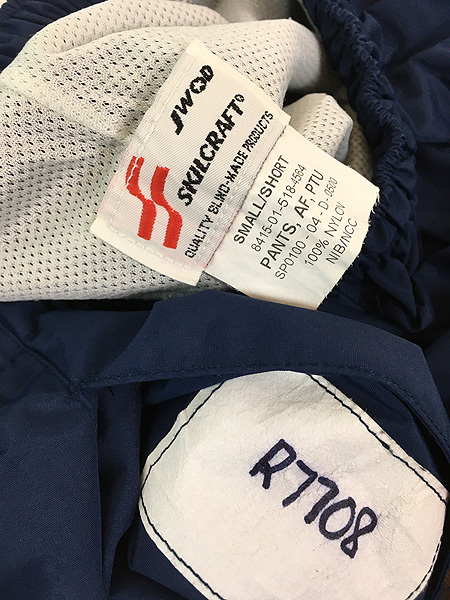 JWOD
SKILCRAFT®
QUALITY BLIND-MADE PRODUCTS
SMALL/SHORT
8415-01-518-4564
PANTS, AF, PTU
SP0100 - 04 - D-0500
100% NYLON
NIB/NCC
R7708